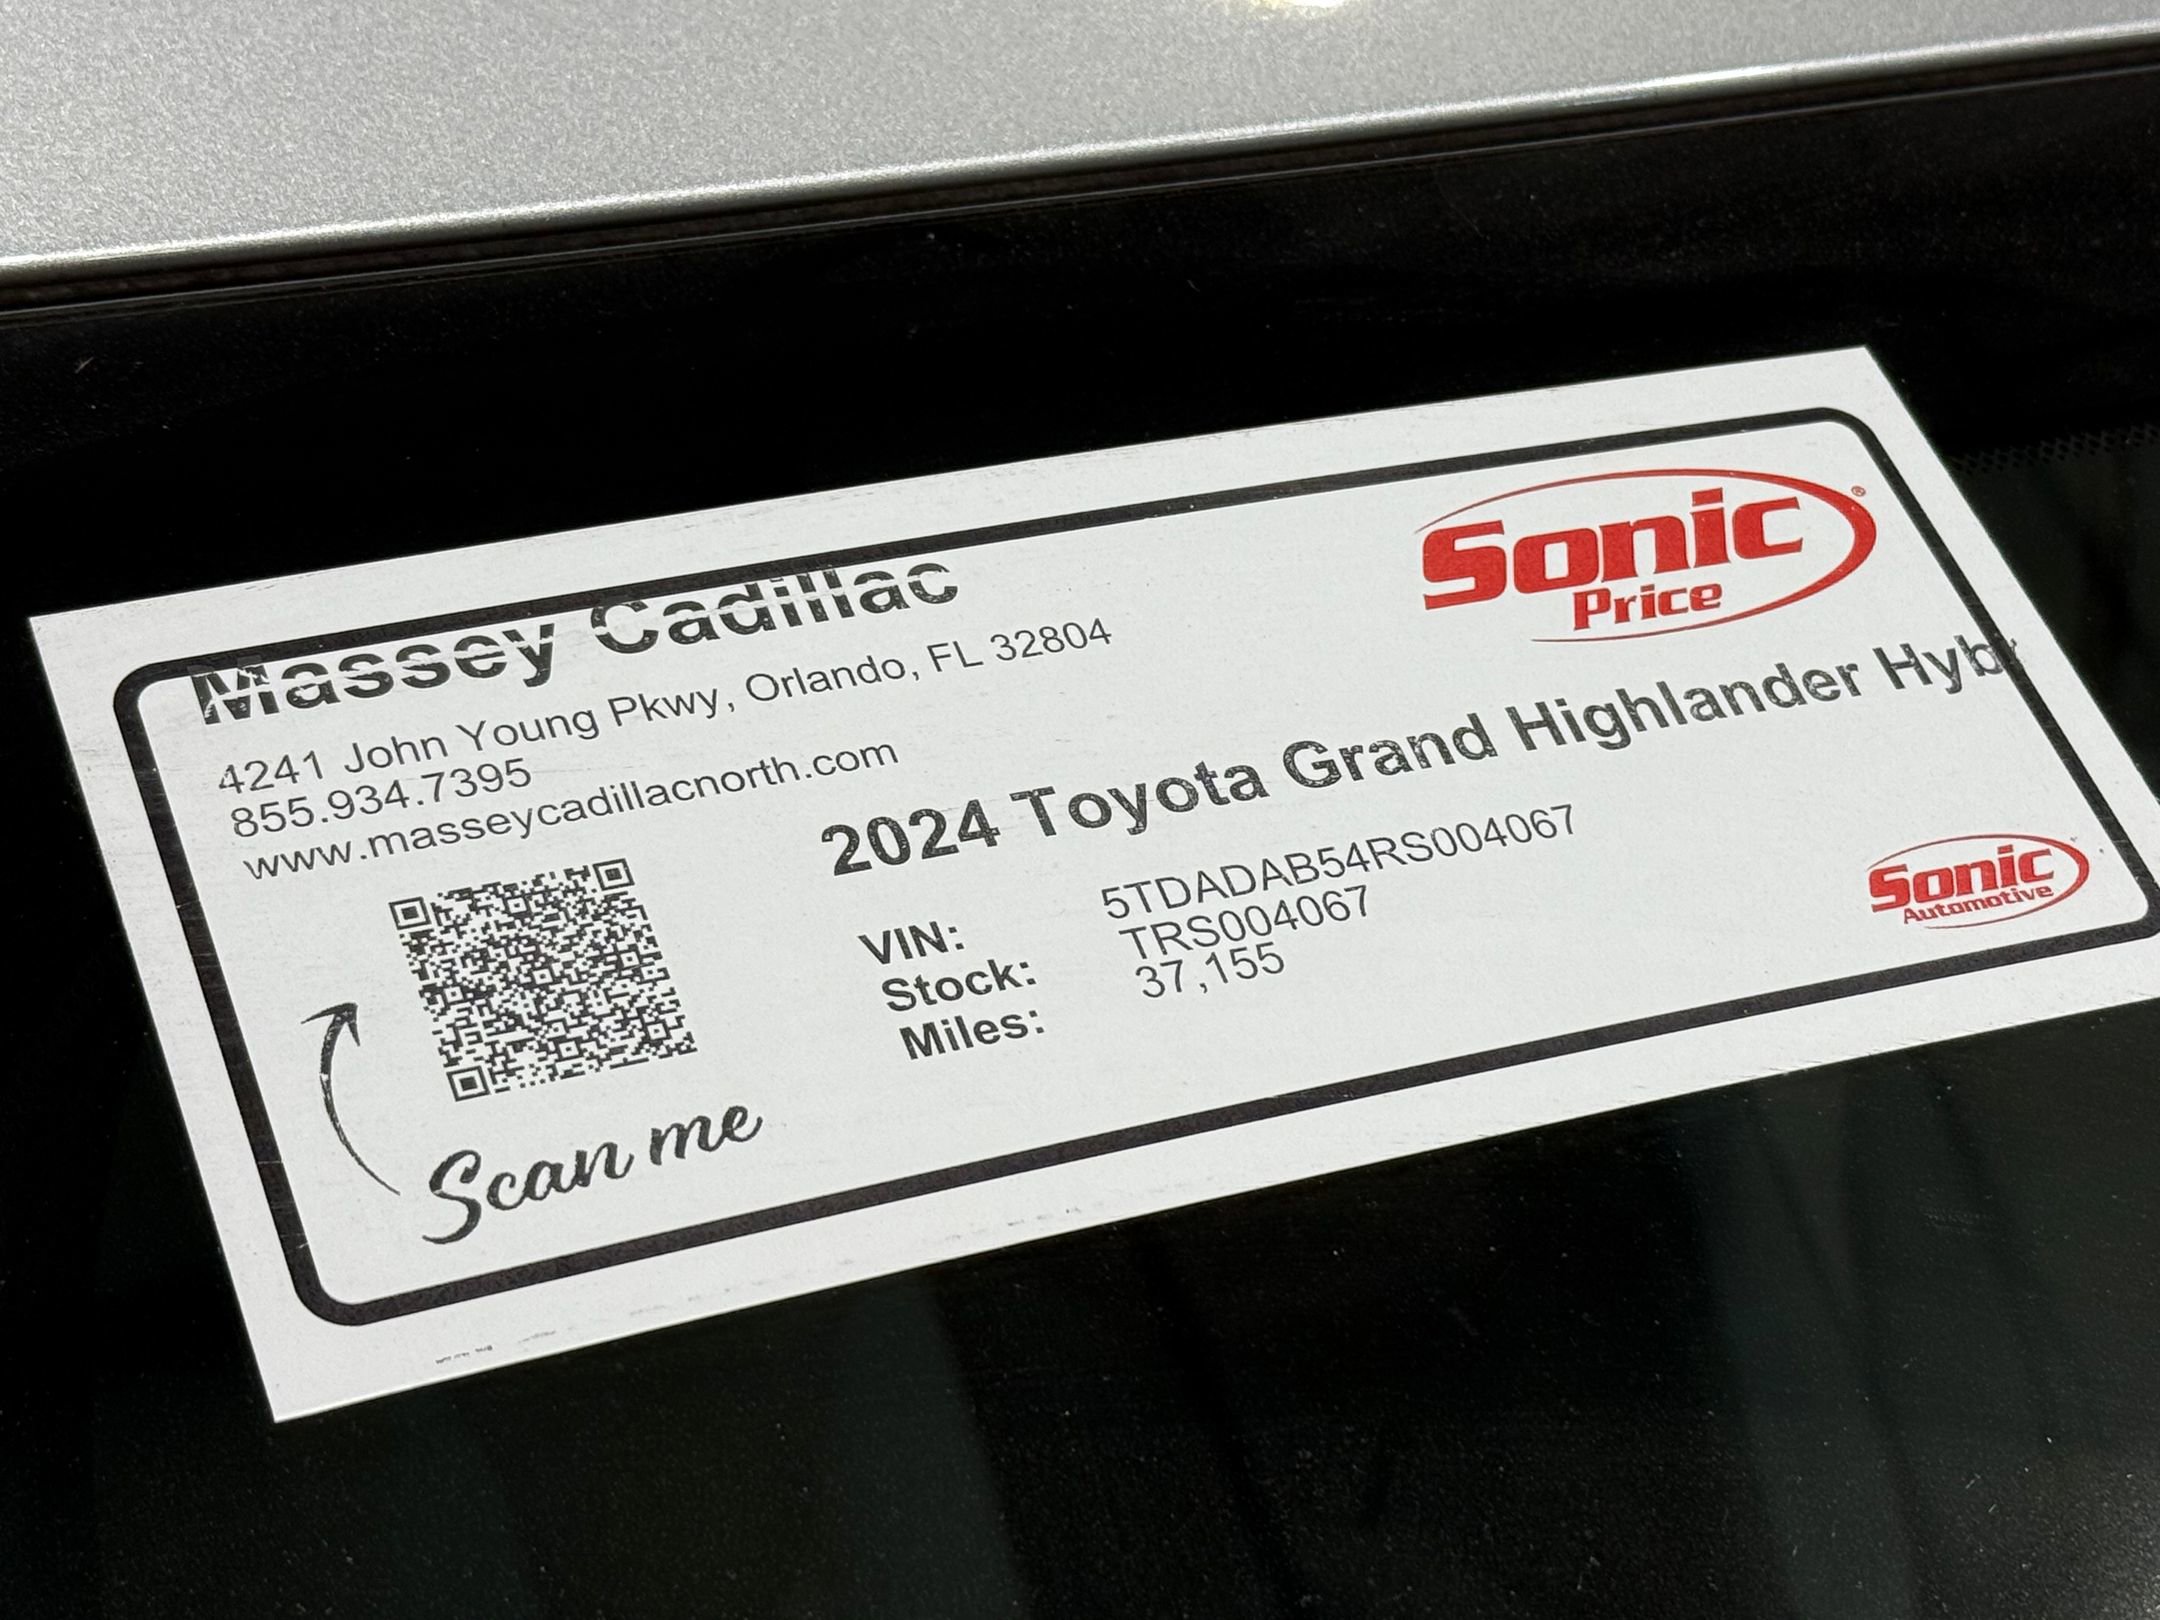 Massey Cadillac
4241 John Young Pkwy, Orlando, FL 32804
855.934.7395
www.masseycadillacnorth.com
Sonic®
Price
2024 Toyota Grand Highlander Hybr
VIN: 5TDADAB54RS004067
Stock: TRS004067
Miles: 37,155
Scan me
Sonic
Automotive